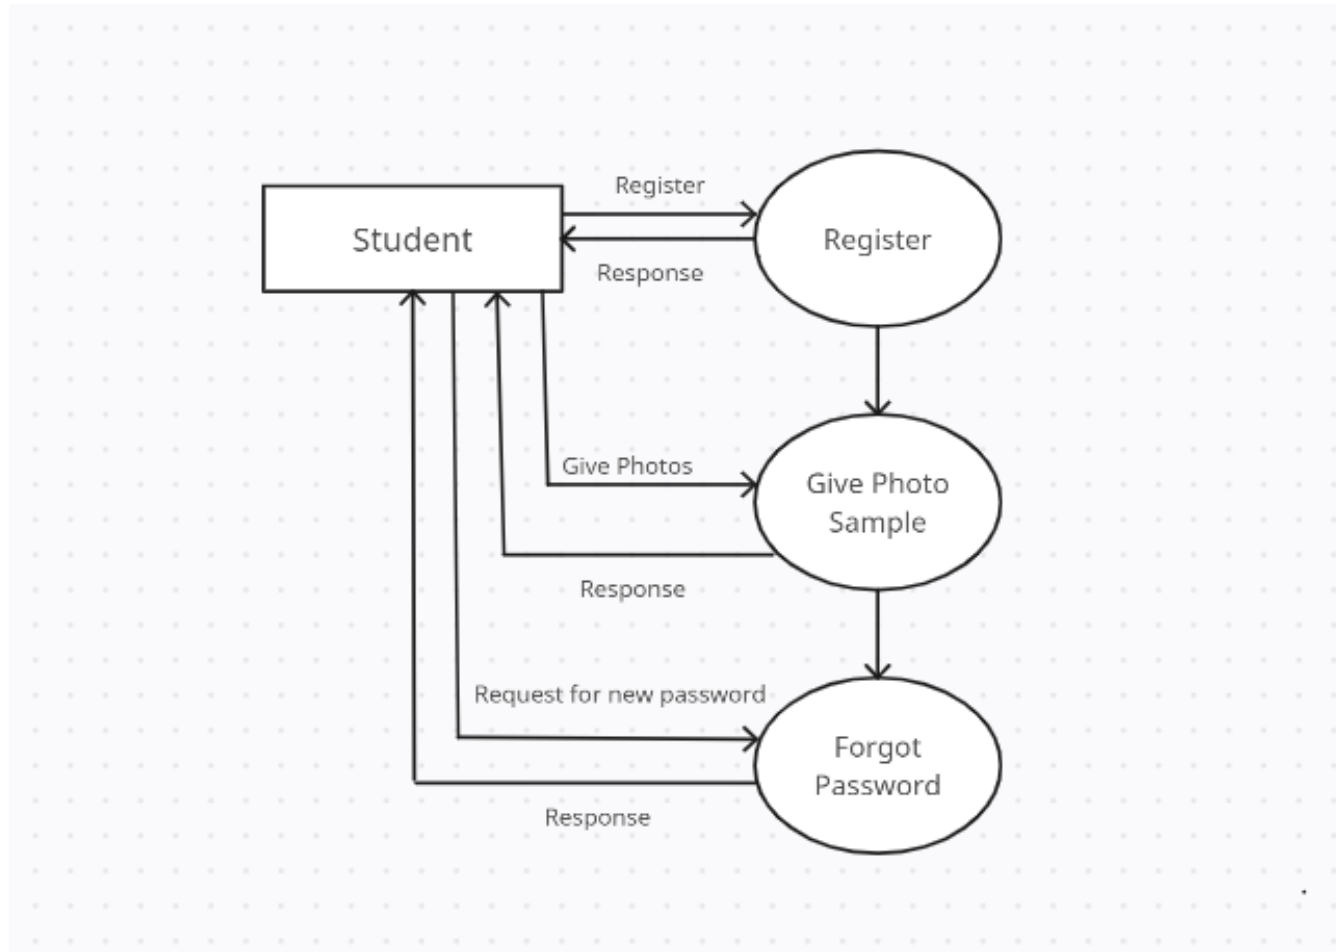 Register
Student
Register
Response
Give Photos
Give Photo
Sample
Response
Request for new password
Forgot
Password
Response